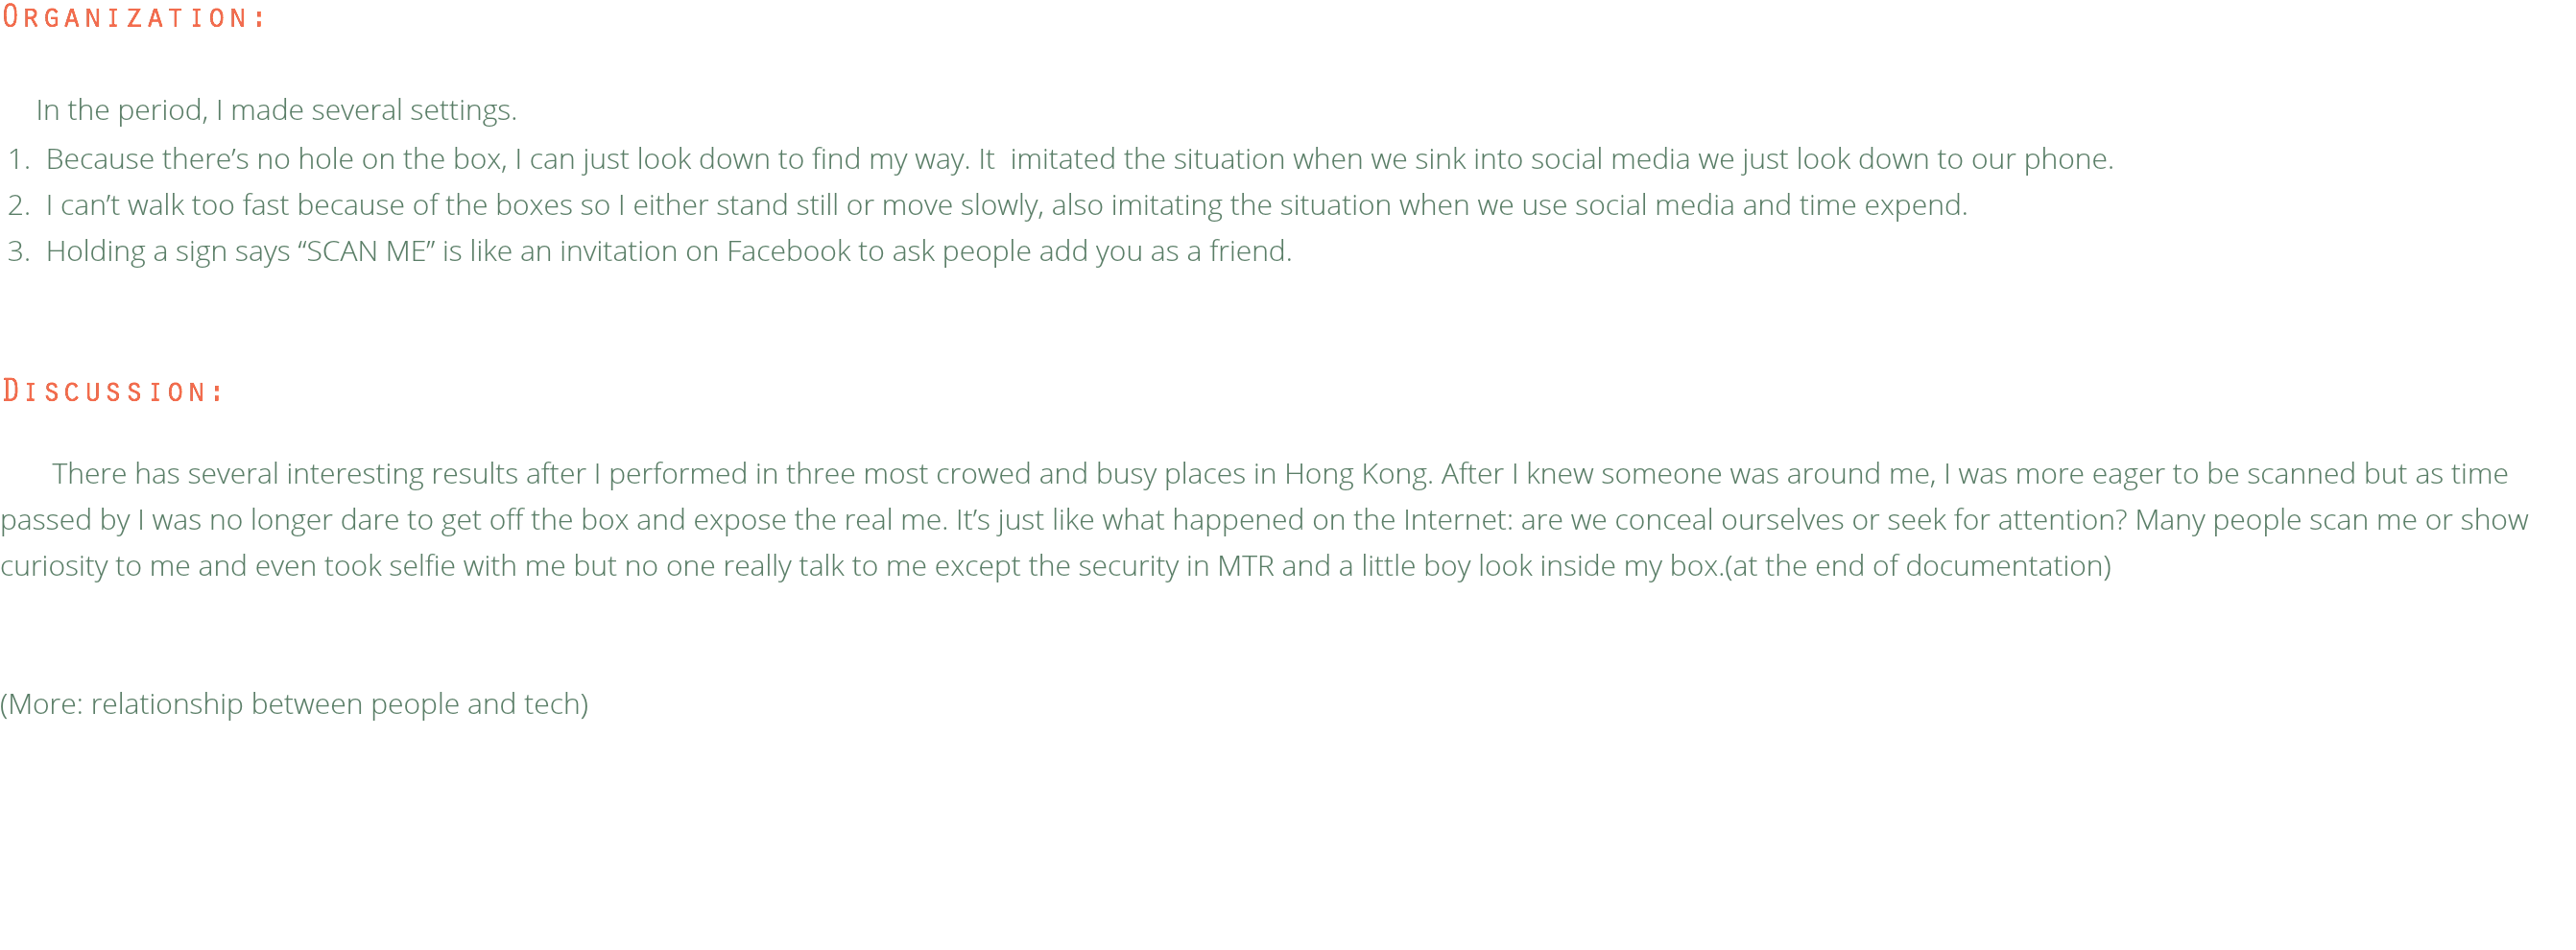 ORGANIZATION:
In the period, I made several settings.
1. Because there’s no hole on the box, I can just look down to find my way. It  imitated the situation when we sink into social media we just look down to our phone.
2. I can’t walk too fast because of the boxes so I either stand still or move slowly, also imitating the situation when we use social media and time expend.
3. Holding a sign says “SCAN ME” is like an invitation on Facebook to ask people add you as a friend.
DISCUSSION:
There has several interesting results after I performed in three most crowed and busy places in Hong Kong. After I knew someone was around me, I was more eager to be scanned but as time
passed by I was no longer dare to get off the box and expose the real me. It’s just like what happened on the Internet: are we conceal ourselves or seek for attention? Many people scan me or show
curiosity to me and even took selfie with me but no one really talk to me except the security in MTR and a little boy look inside my box.(at the end of documentation)
(More: relationship between people and tech)